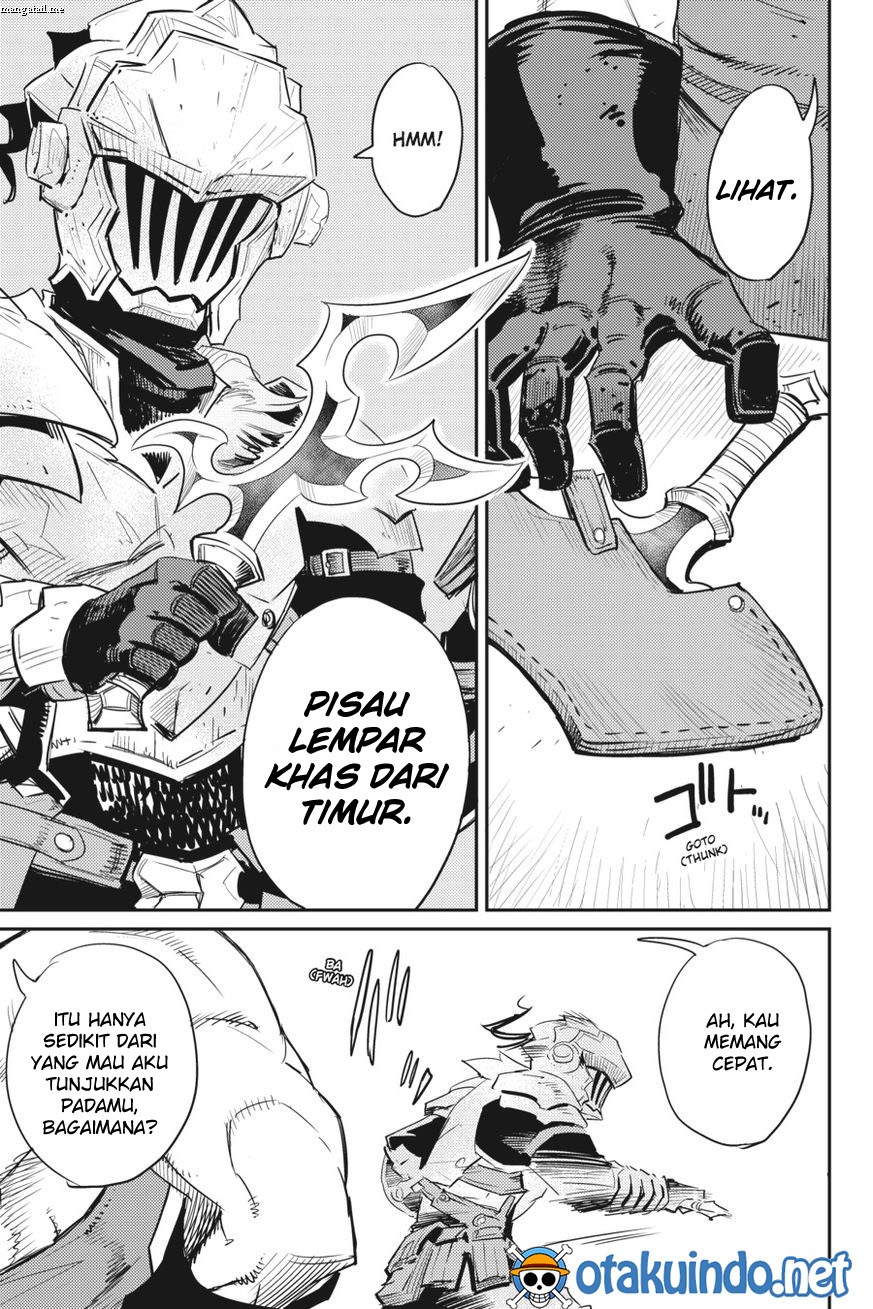 mangatail.me
LIHAT.
ゴトッ
GOTO
(THUNK)
HMM!
PISAU
LEMPAR
KHAS DARI
TIMUR.
AH, KAU
MEMANG
CEPAT.
BA
(FWAH)
ITU HANYA
SEDIKIT DARI
YANG MAU AKU
TUNJUKKAN
PADAMU,
BAGAIMANA?
otakuindo.net